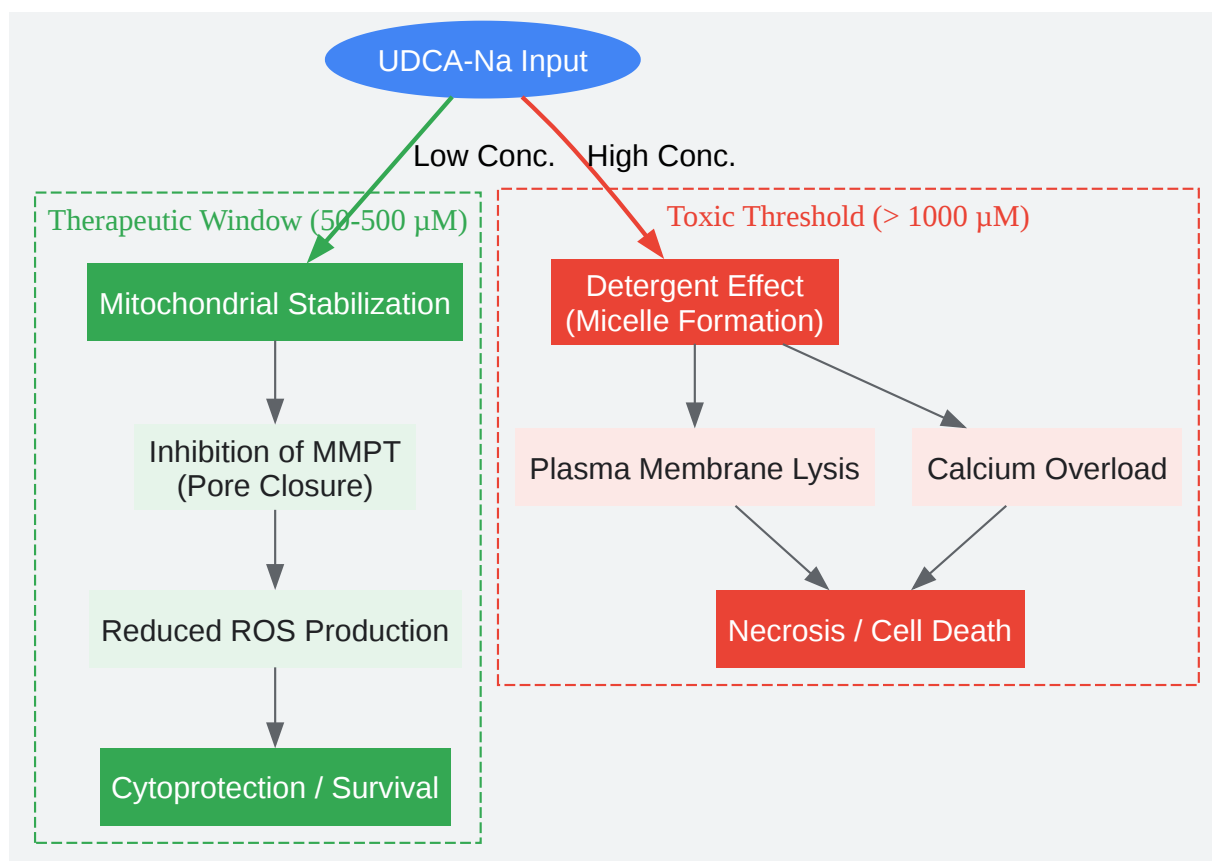 UDCA-Na Input
Low Conc.
High Conc.
Therapeutic Window (50-500 µM)
Mitochondrial Stabilization
Inhibition of MMPT
(Pore Closure)
Reduced ROS Production
Cytoprotection / Survival
Toxic Threshold (> 1000 µM)
Detergent Effect
(Micelle Formation)
Plasma Membrane Lysis
Calcium Overload
Necrosis / Cell Death